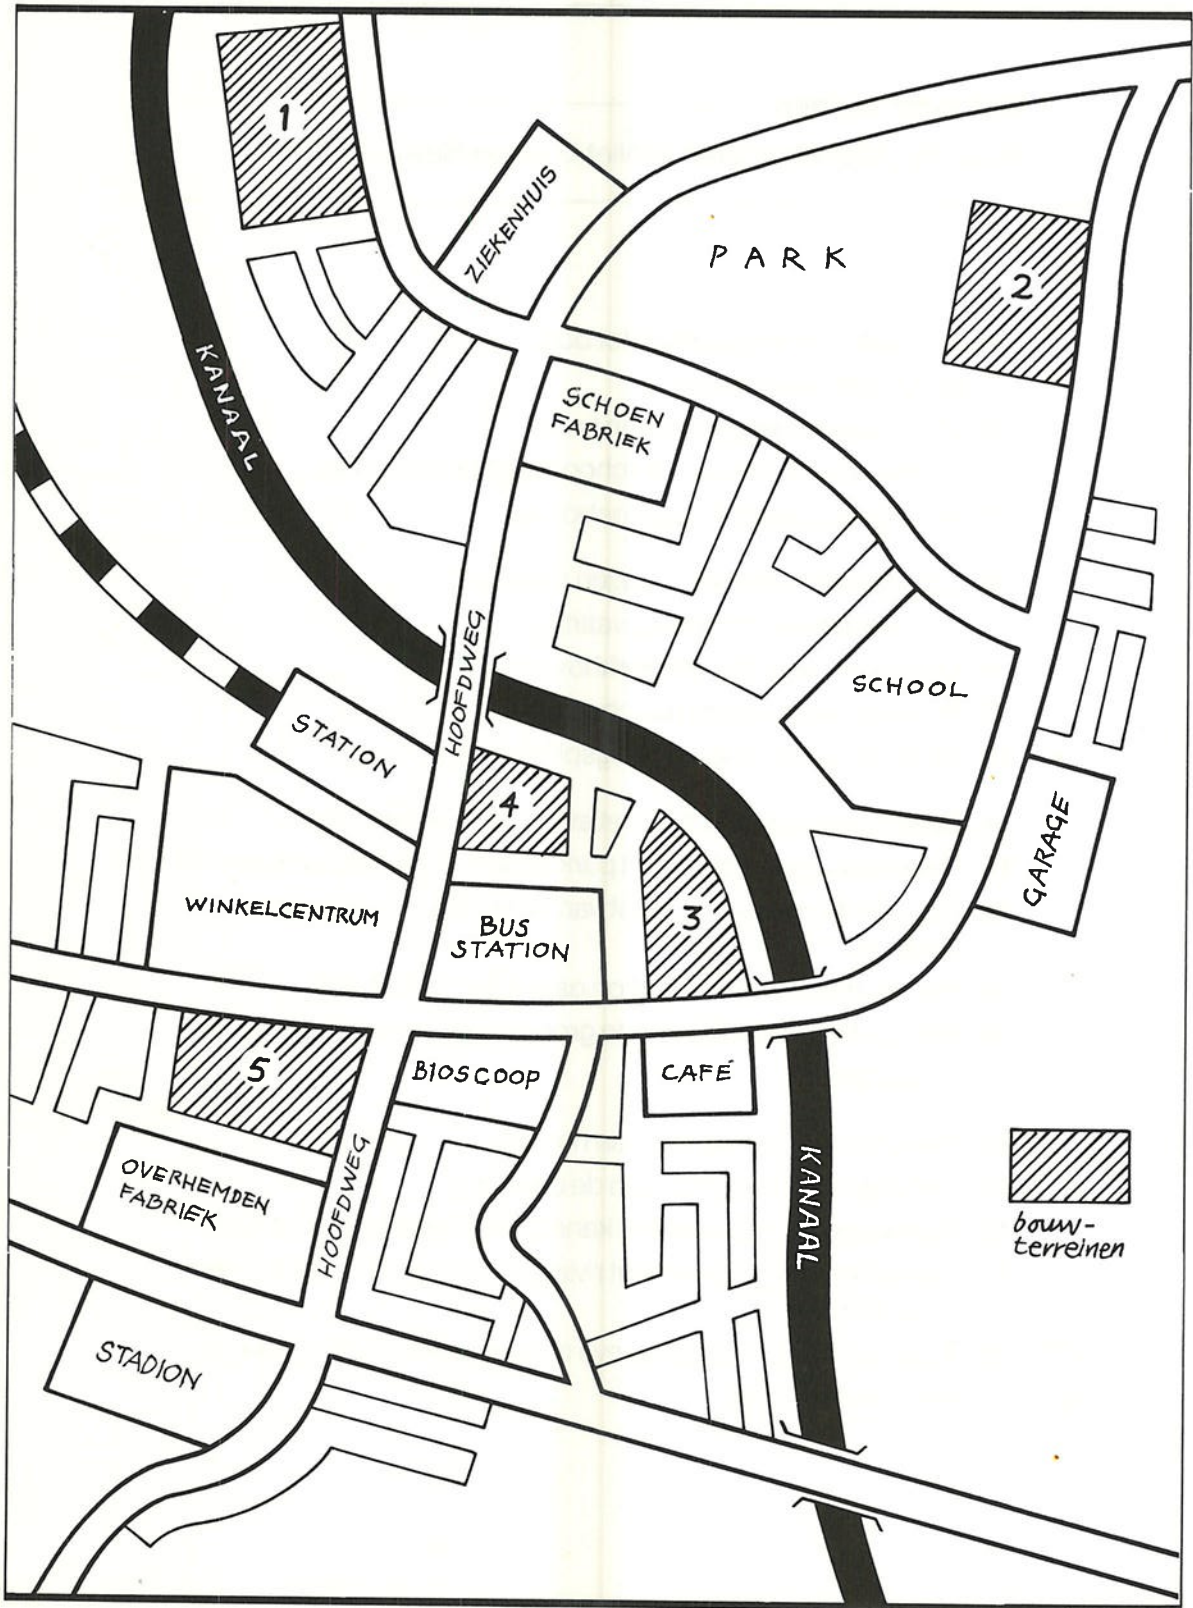 1
ZIEKENHUIS
PARK
2
KANAAL
SCHOEN
FABRIEK
HOOFDWEG
SCHOOL
STATION
4
GARAGE
WINKELCENTRUM
BUS
STATION
3
5
BIOSCOOP
CAFÉ
OVERHEMDEN
FABRIEK
HOOFDWEG
KANAAL
bouw-
terreinen
STADION